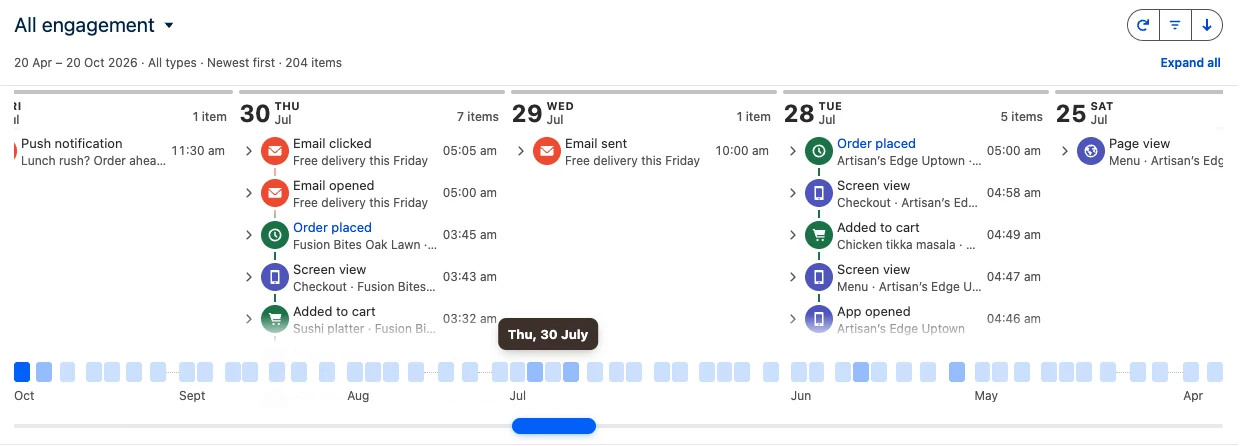 All engagement
20 Apr – 20 Oct 2026 · All types · Newest first · 204 items
Expand all
1 item
Push notification
Lunch rush? Order ahea...
11:30 am
30 THU
Jul
7 items
Email clicked
Free delivery this Friday
05:05 am
Email opened
Free delivery this Friday
05:00 am
Order placed
Fusion Bites Oak Lawn ·...
03:45 am
Screen view
Checkout · Fusion Bites...
03:43 am
Added to cart
Sushi platter · Fusion Bi...
03:32 am
29 WED
Jul
1 item
Email sent
Free delivery this Friday
10:00 am
28 TUE
Jul
5 items
Order placed
Artisan's Edge Uptown ·...
05:00 am
Screen view
Checkout · Artisan's Ed...
04:58 am
Added to cart
Chicken tikka masala · ...
04:49 am
Screen view
Menu · Artisan's Edge U...
04:47 am
App opened
Artisan's Edge Uptown
04:46 am
25 SAT
Jul
Page view
Menu · Artisan's Edg
Thu, 30 July
Oct
Sept
Aug
Jul
Jun
May
Apr